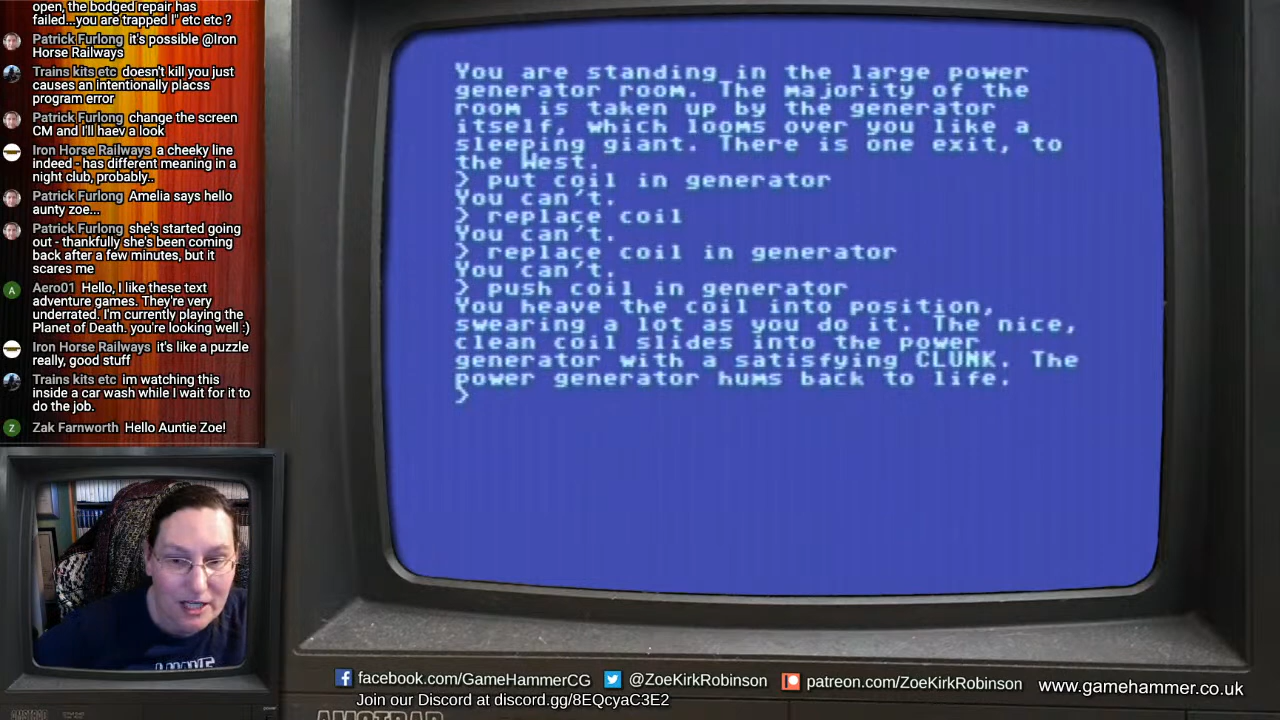 open, the bodged repair has
failed...you are trapped !" etc etc ?
Patrick Furlong it's possible @Iron
Horse Railways
Trains kits etc doesn't kill you just
causes an intentionally placss
program error
Patrick Furlong change the screen
CM and I'll haev a look
Iron Horse Railways a cheeky line
indeed - has different meaning in a
night club, probably..
Patrick Furlong Amelia says hello
aunty zoe...
Patrick Furlong she's started going
out - thankfully she's been coming
back after a few minutes, but it
scares me
A
Aero01 Hello, I like these text
adventure games. They're very
underrated. I'm currently playing the
Planet of Death. you're looking well :)
Iron Horse Railways it's like a puzzle
really, good stuff
Trains kits etc im watching this
inside a car wash while I wait for it to
do the job.
Z
Zak Farnworth Hello Auntie Zoe!
You are standing in the large power
generator room. The majority of the
room is taken up by the generator
itself, which looms over you like a
sleeping giant. There is one exit, to
the West.
> put coil in generator
You can't.
> replace coil
You can't.
> replace coil in generator
You can't.
> push coil in generator
You heave the coil into position,
swearing a lot as you do it. The nice,
clean coil slides into the power
generator with a satisfying CLUNK. The
power generator hums back to life.
>
facebook.com/GameHammerCG @ZoeKirkRobinson patreon.com/ZoeKirkRobinson www.gamehammer.co.uk
Join our Discord at discord.gg/8EQcyaC3E2
AMSTRAD